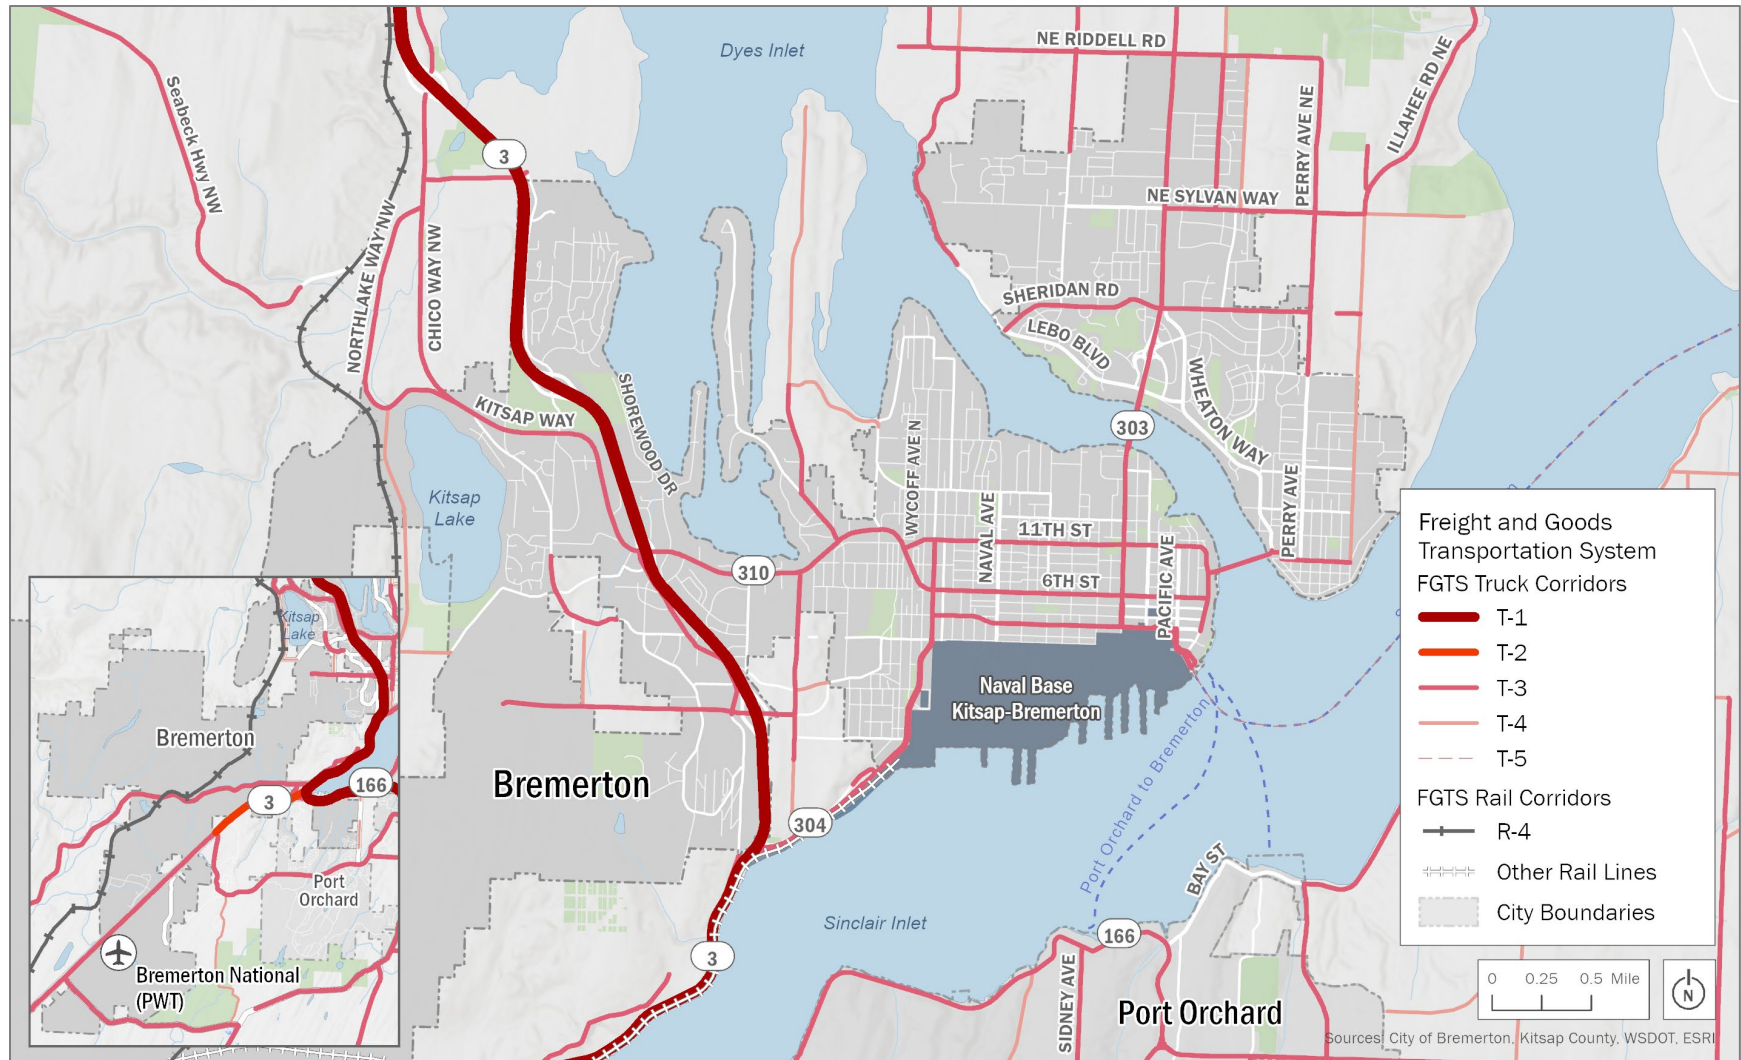 Dyes Inlet
NE RIDDELL RD
ILLAHEE RD NE
Seabeck Hwy NW
PERRY AVE NE
3
NE SYLVAN WAY
NORTHLAKE WAY NW
CHICO WAY NW
SHERIDAN RD
LEBO BLVD
WHEATON WAY
KITSAP WAY
SHOREWOOD DR
303
WYCOFF AVE N
Kitsap
Lake
NAVAL AVE
11TH ST
PACIFIC AVE
PERRY AVE
310
6TH ST
Naval Base
Kitsap-Bremerton
Port Orchard to Bremerton
Bremerton
304
BAY ST
Sinclair Inlet
3
166
SIDNEY AVE
Port Orchard
Kitsap
Lake
Bremerton
166
3
Port
Orchard
Bremerton National
(PWT)
Freight and Goods
Transportation System
FGTS Truck Corridors
T-1
T-2
T-3
T-4
T-5
FGTS Rail Corridors
R-4
Other Rail Lines
City Boundaries
0 0.25 0.5 Mile
N
Sources: City of Bremerton, Kitsap County, WSDOT, ESRI